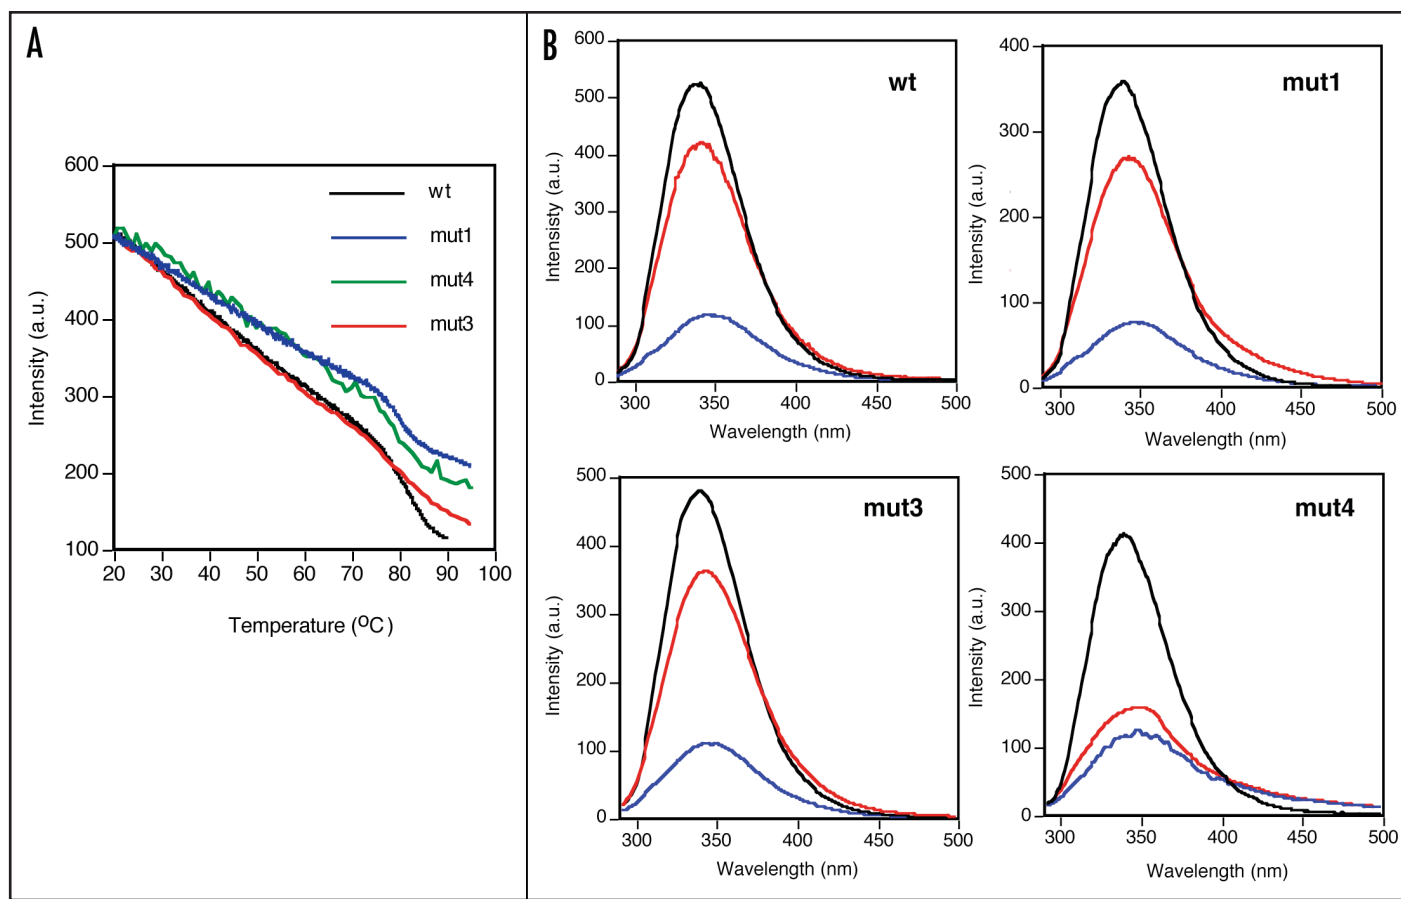 A
600
500
400
300
200
100
20 30 40 50 60 70 80 90 100
Intensity (a.u.)
Temperature (ºC)
wt
mut1
mut4
mut3
B
600
500
400
300
200
100
0
300 350 400 450 500
Intensisty (a.u.)
Wavelength (nm)
wt
400
300
200
100
0
300 350 400 450 500
Intensity (a.u.)
Wavelength (nm)
mut1
500
400
300
200
100
0
300 350 400 450 500
Intensity (a.u.)
Wavelength (nm)
mut3
500
400
300
200
100
0
300 350 400 450 500
Intensity (a.u.)
Wavelength (nm)
mut4